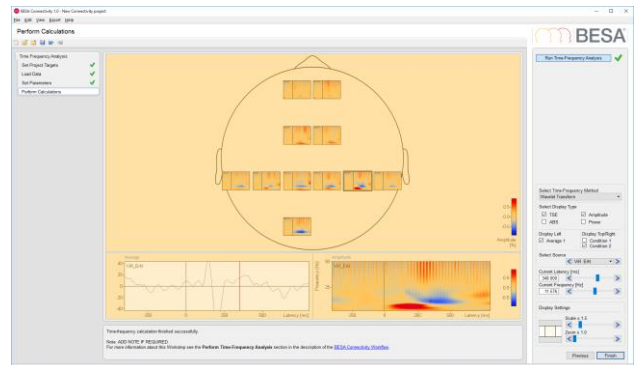 BESA Connectivity 1.0 - New Connectivity project
File Edit View Export Help
Perform Calculations
BESA
Time Frequency Analysis
Set Project Targets
Load Data
Set Parameters
Perform Calculations
Run Time-Frequency Analysis
Select Time-Frequency Method
Wavelet Transform
Select Display Type
TSE
Amplitude
ABS
Power
Display Left
Display Top/Right
Average 1
Condition 1
Condition 2
Select Source
Current Latency [ms]
Current Frequency [Hz]
Display Settings
Scale x 1.0
Zoom x 1.0
Previous
Finish
Amplitude
[%]
Average
Amplitude
Latency [ms]
Frequency [Hz]
Latency [ms]
Time-frequency calculation finished successfully.
Note: ADD NOTE IF REQUIRED.
For more information about this Workstep see the Perform Time-Frequency Analysis section in the description of the BESA Connectivity Workflow.